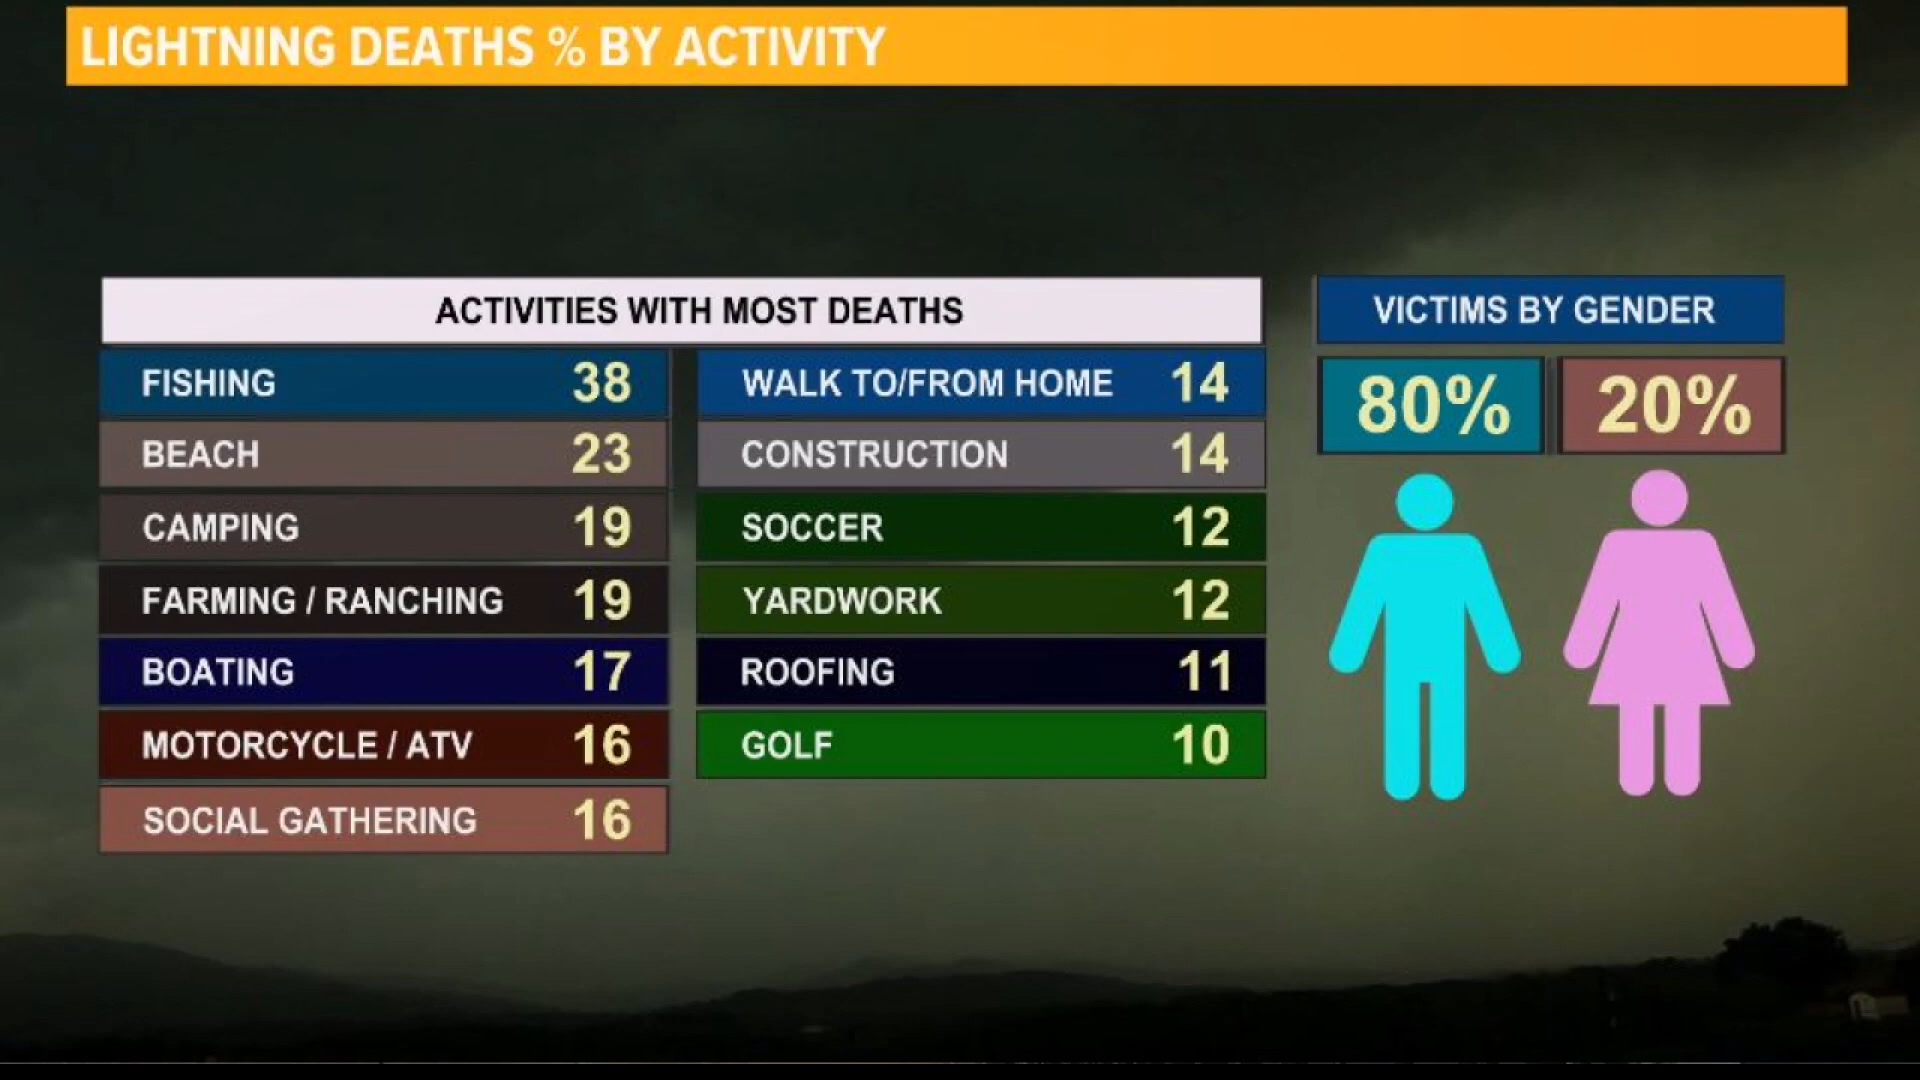 LIGHTNING DEATHS % BY ACTIVITY
ACTIVITIES WITH MOST DEATHS
FISHING 38
BEACH 23
CAMPING 19
FARMING / RANCHING 19
BOATING 17
MOTORCYCLE / ATV 16
SOCIAL GATHERING 16
WALK TO/FROM HOME 14
CONSTRUCTION 14
SOCCER 12
YARDWORK 12
ROOFING 11
GOLF 10
VICTIMS BY GENDER
80% 20%